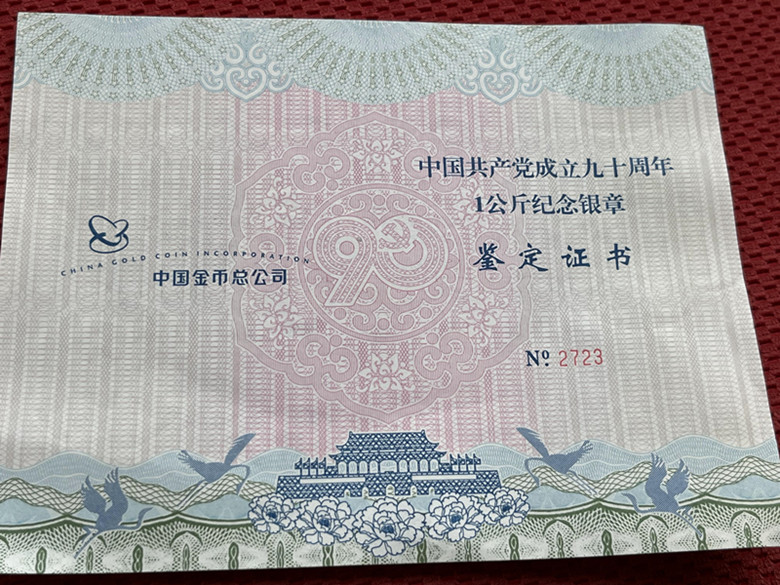 中国共产党成立九十周年
1公斤纪念银章
鉴定证书
CHINA GOLD COIN INCORPORATION
中国金币总公司
90
Nº. 2723